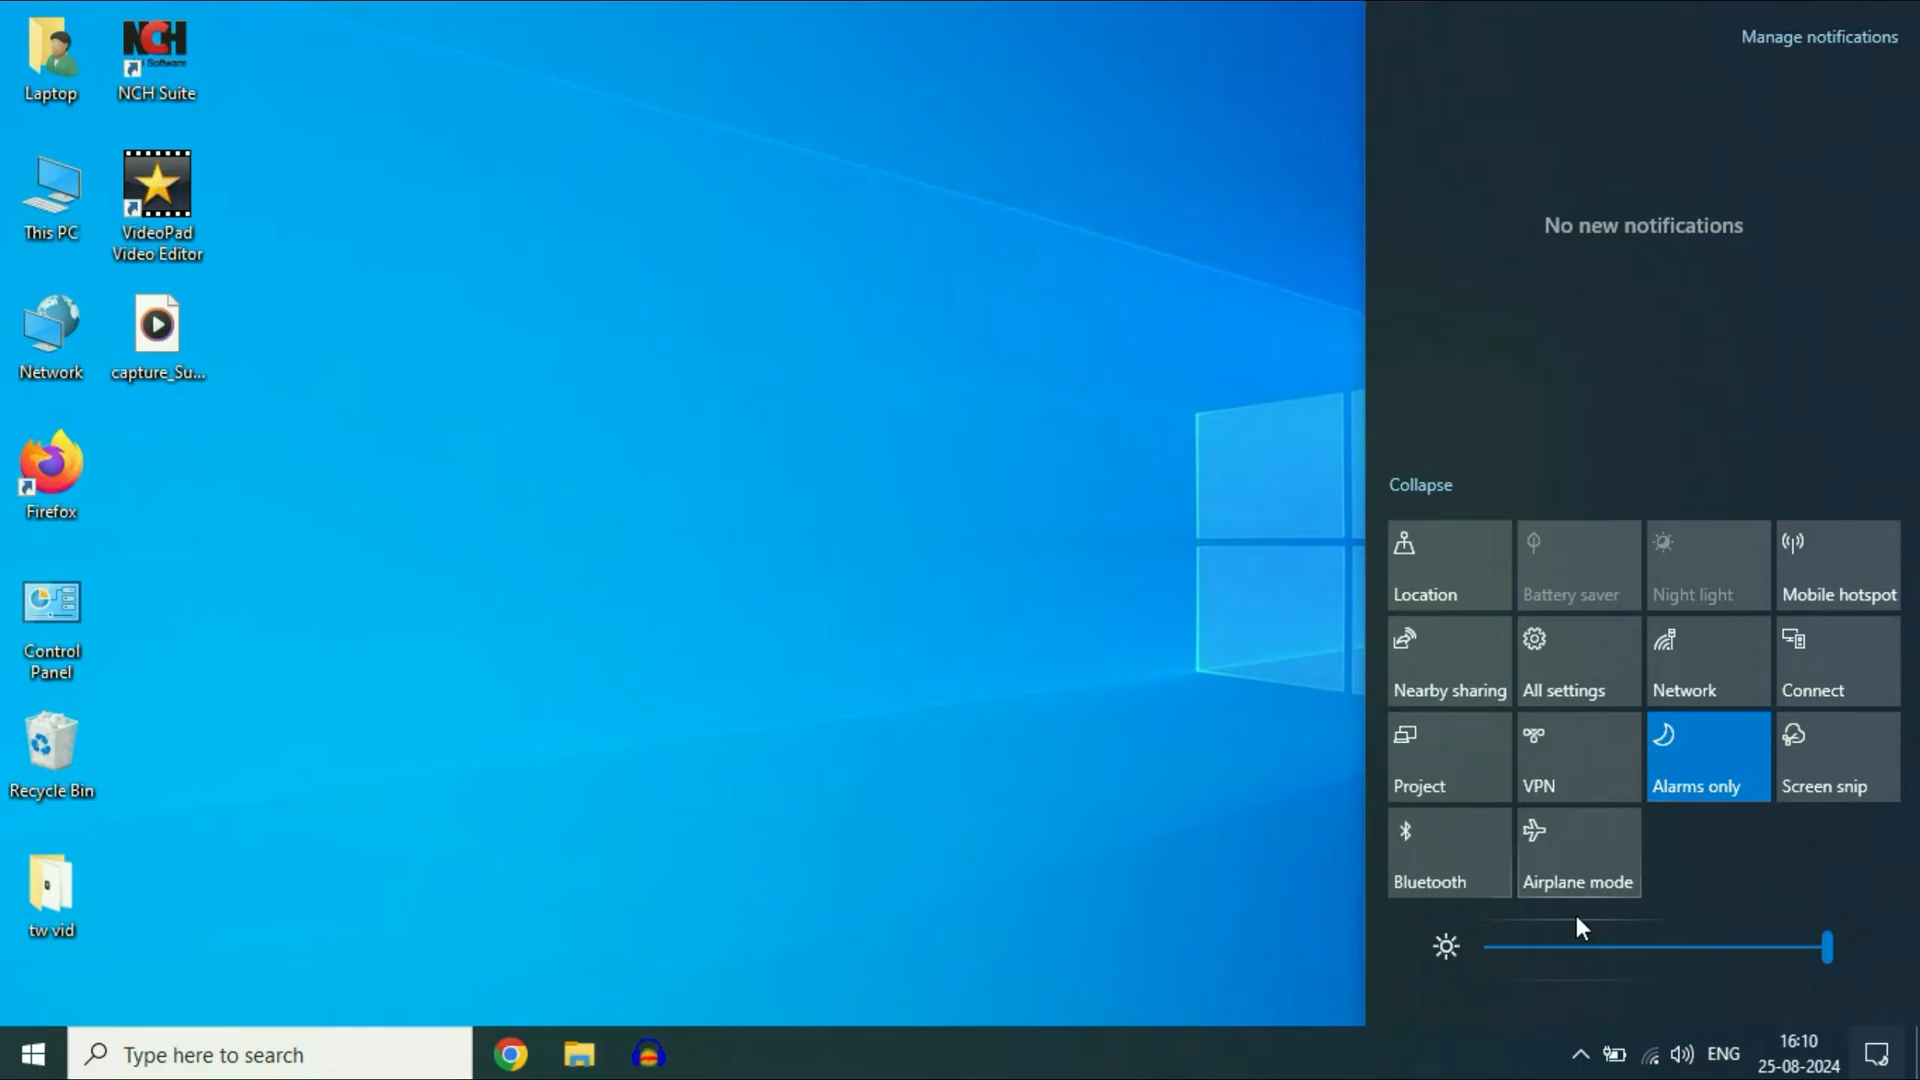 Laptop
NCH Software
NCH Suite
This PC
VideoPad
Video Editor
Network
capture_Su...
Firefox
Control
Panel
Recycle Bin
tw vid
Manage notifications
No new notifications
Collapse
Location
Battery saver
Night light
Mobile hotspot
Nearby sharing
All settings
Network
Connect
Project
VPN
Alarms only
Screen snip
Bluetooth
Airplane mode
Type here to search
ENG
16:10
25-08-2024